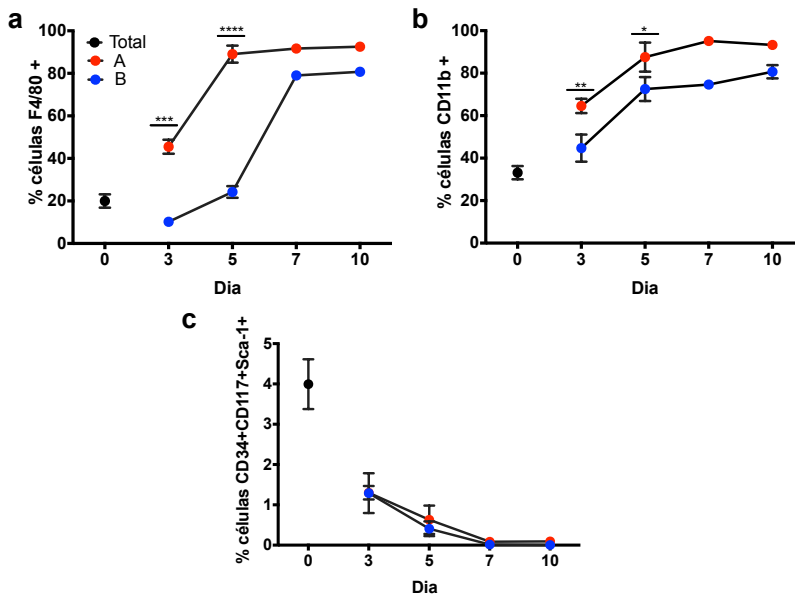 a
% células F4/80 +
100
80
60
40
20
0
Total
A
B
***
****
0 3 5 7 10
Dia
b
% células CD11b +
100
80
60
40
20
0
**
*
0 3 5 7 10
Dia
c
% células CD34+CD117+Sca-1+
5
4
3
2
1
0
0 3 5 7 10
Dia